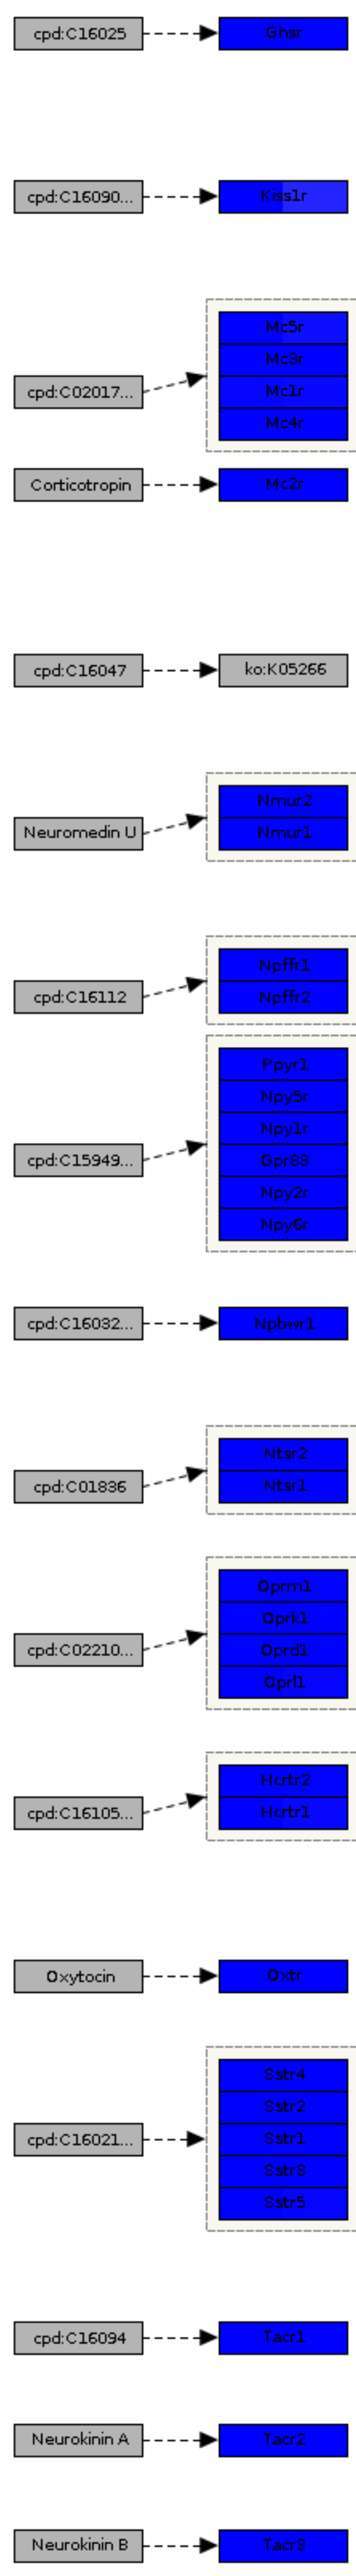 cpd:C16025
Ghsr
cpd:C16090...
Kiss1r
Mc5r
Mc3r
cpd:C02017...
Mc1r
Mc4r
Corticotropin
Mc2r
cpd:C16047
ko:K05266
Nmur2
Neuromedin U
Nmur1
Npffr1
cpd:C16112
Npffr2
Ppyr1
Npy5r
Npy1r
cpd:C15949...
Gpr83
Npy2r
Npy6r
cpd:C16032...
Npbwr1
Ntsr2
cpd:C01836
Ntsr1
Oprm1
Oprk1
cpd:C02210...
Oprd1
Oprl1
Hcrtr2
cpd:C16105...
Hcrtr1
Oxytocin
Oxtr
Sstr4
Sstr2
cpd:C16021...
Sstr1
Sstr3
Sstr5
cpd:C16094
Tacr1
Neurokinin A
Tacr2
Neurokinin B
Tacr3